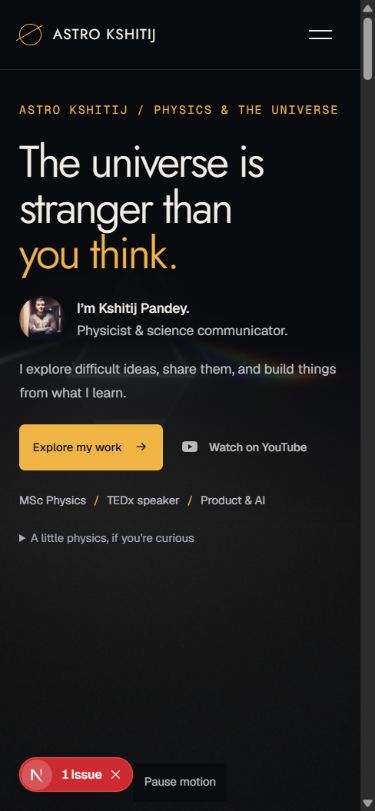 ASTRO KSHITIJ
ASTRO KSHITIJ / PHYSICS & THE UNIVERSE
The universe is
stranger than
you think.
I'm Kshitij Pandey.
Physicist & science communicator.
I explore difficult ideas, share them, and build things
from what I learn.
Explore my work →
Watch on YouTube
MSc Physics / TEDx speaker / Product & AI
▶ A little physics, if you're curious
N 1 Issue ×
Pause motion